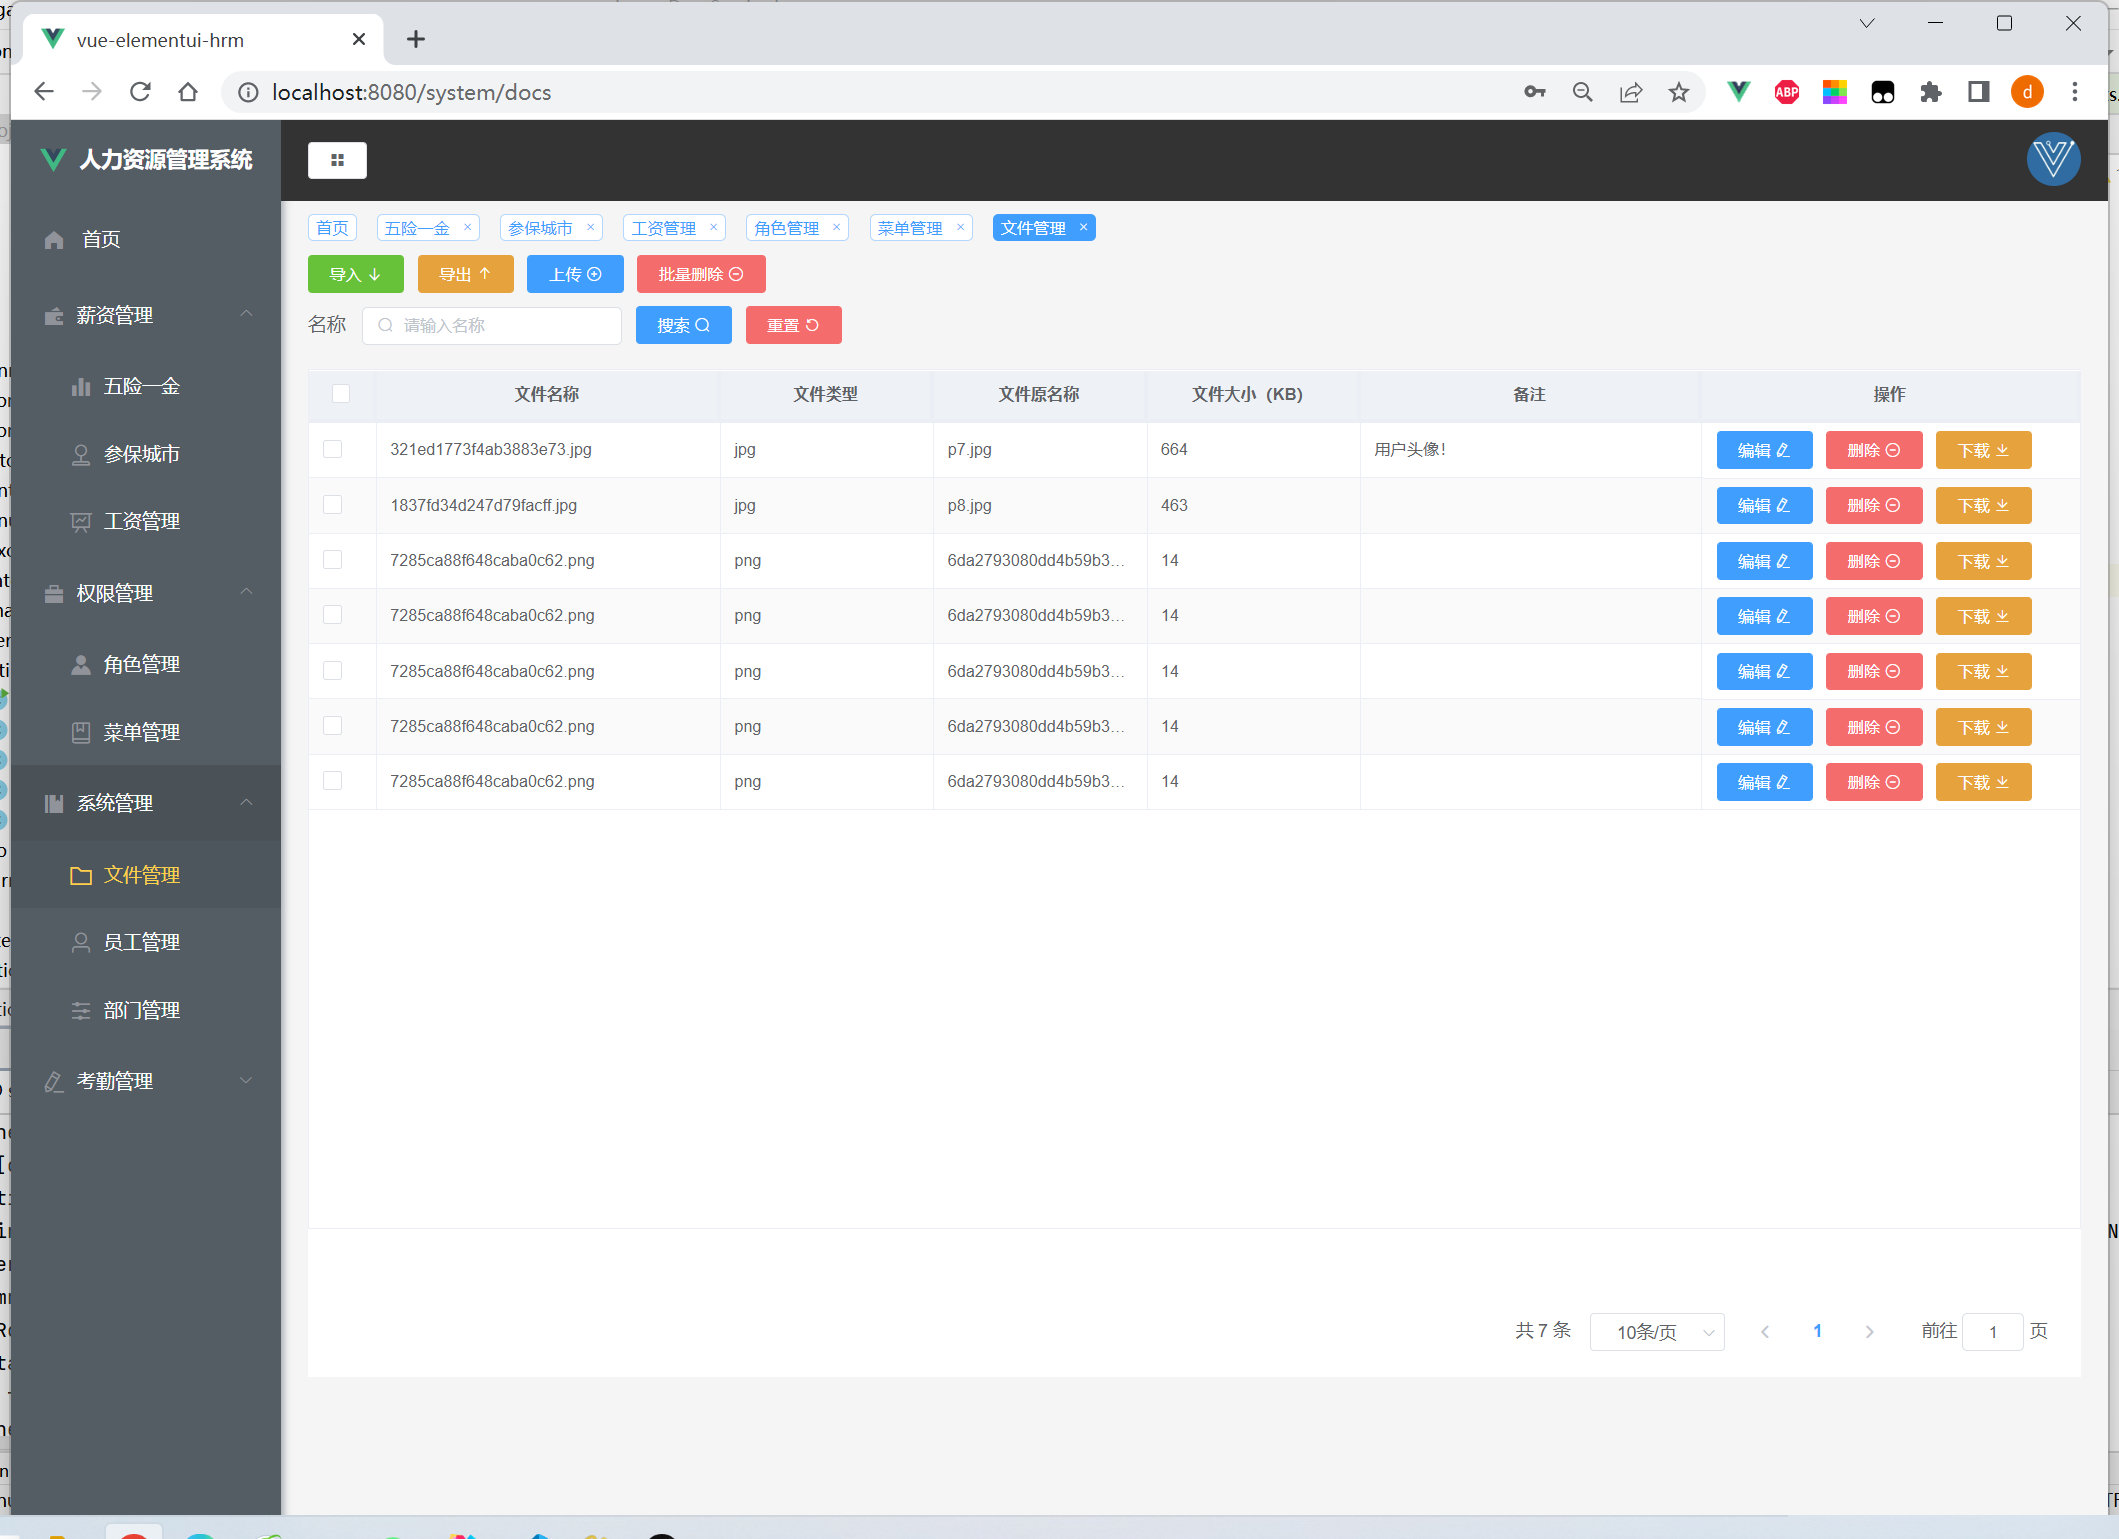 vue-elementui-hrm
localhost:8080/system/docs
ABP
d
人力资源管理系统
首页
薪资管理
五险一金
参保城市
工资管理
权限管理
角色管理
菜单管理
系统管理
文件管理
员工管理
部门管理
考勤管理
首页 五险一金 参保城市 工资管理 角色管理 菜单管理 文件管理
导入 导出 上传 批量删除
名称 请输入名称 搜索 重置
文件名称 文件类型 文件原名称 文件大小（KB） 备注 操作
321ed1773f4ab3883e73.jpg jpg p7.jpg 664 用户头像！ 编辑 删除 下载
1837fd34d247d79facff.jpg jpg p8.jpg 463 编辑 删除 下载
7285ca88f648caba0c62.png png 6da2793080dd4b59b3... 14 编辑 删除 下载
7285ca88f648caba0c62.png png 6da2793080dd4b59b3... 14 编辑 删除 下载
7285ca88f648caba0c62.png png 6da2793080dd4b59b3... 14 编辑 删除 下载
7285ca88f648caba0c62.png png 6da2793080dd4b59b3... 14 编辑 删除 下载
7285ca88f648caba0c62.png png 6da2793080dd4b59b3... 14 编辑 删除 下载
共 7 条 10条/页 1 前往 1 页